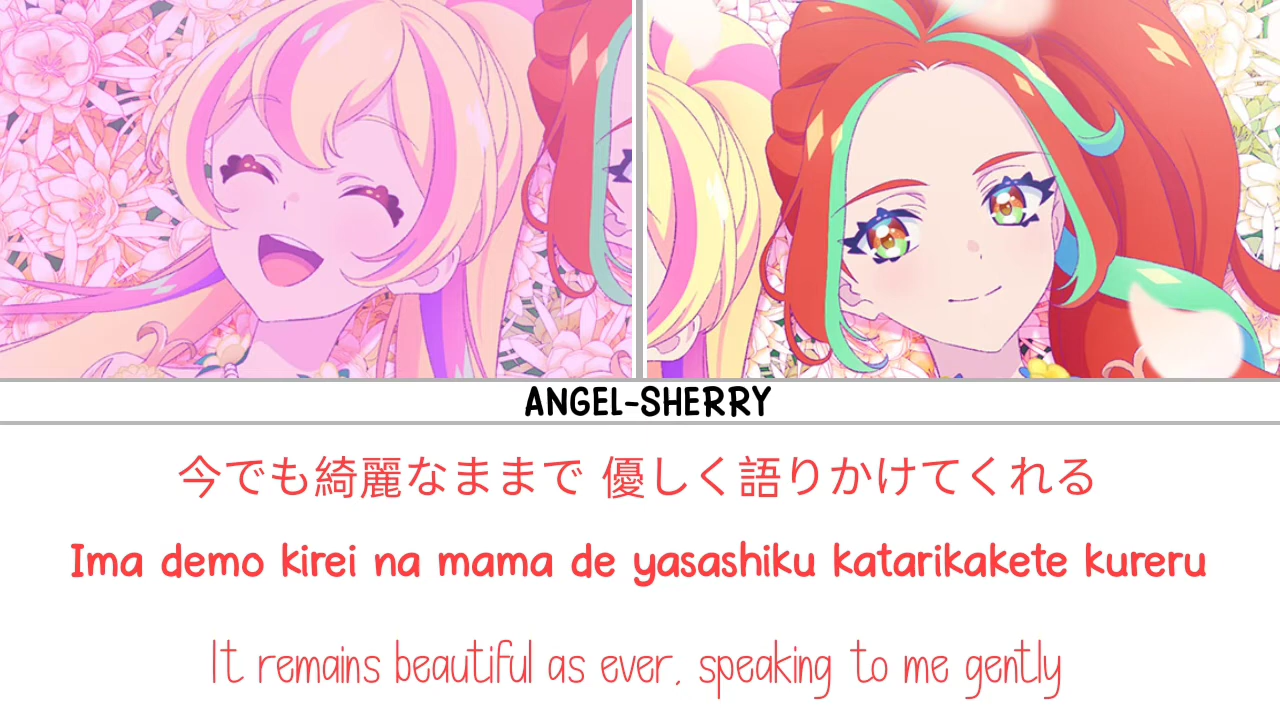 ANGEL-SHERRY
今でも綺麗なままで 優しく語りかけてくれる
Ima demo kirei na mama de yasashiku katarikakete kureru
It remains beautiful as ever, speaking to me gently